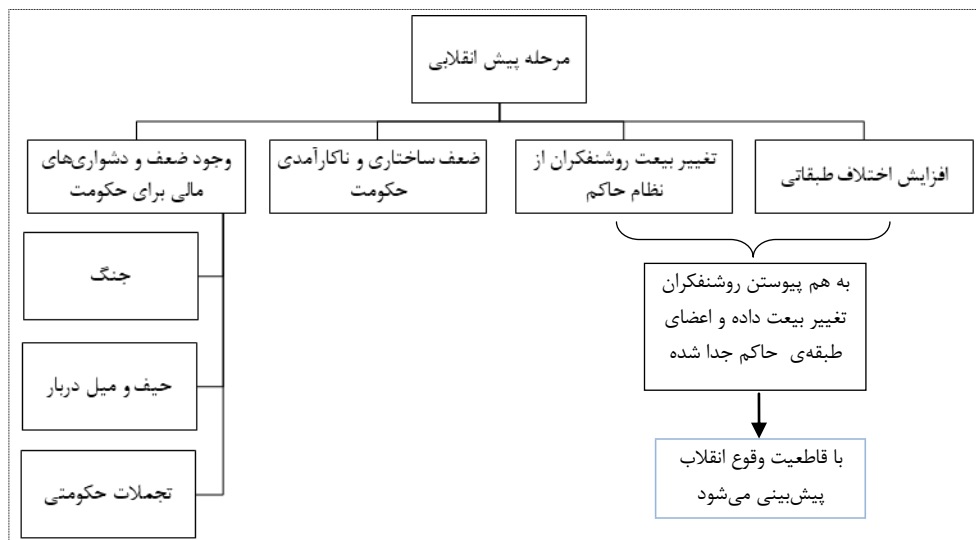 مرحله پیش انقلابی
افزایش اختلاف طبقاتی
تغییر بیعت روشنفکران از
نظام حاکم
ضعف ساختاری و ناکارآمدی
حکومت
وجود ضعف و دشواری‌های
مالی برای حکومت
به هم پیوستن روشنفکران
تغییر بیعت داده و اعضای
طبقه‌ی حاکم جدا شده
با قاطعیت وقوع انقلاب
پیش‌بینی می‌شود
جنگ
حیف و میل دربار
تجملات حکومتی